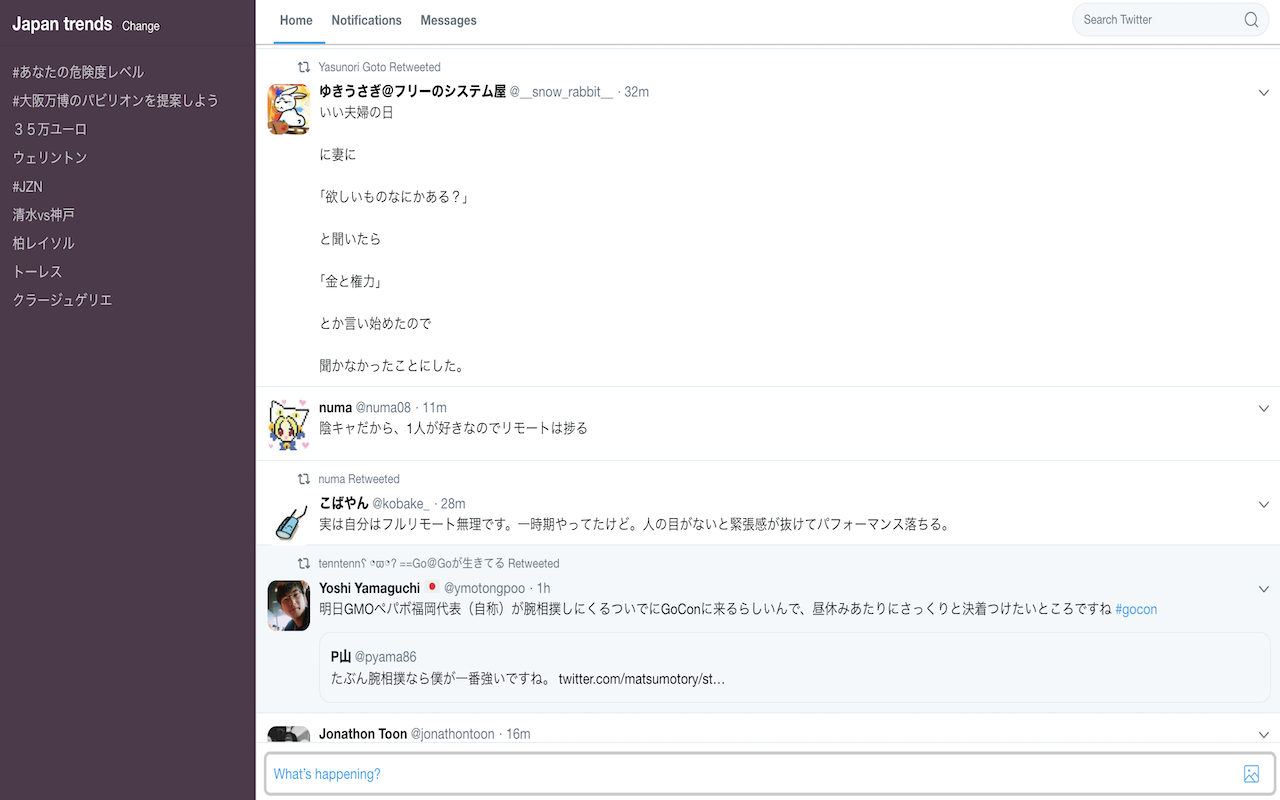 Japan trends Change
#あなたの危険度レベル
#大阪万博のパビリオンを提案しよう
３５万ユーロ
ウェリントン
#JZN
清水vs神戸
柏レイソル
トーレス
クラージュゲリエ
Home Notifications Messages
Search Twitter
Yasunori Goto Retweeted
ゆきうさぎ@フリーのシステム屋 @__snow_rabbit__ · 32m
いい夫婦の日
に妻に
「欲しいものなにかある？」
と聞いたら
「金と権力」
とか言い始めたので
聞かなかったことにした。
numa @numa08 · 11m
陰キャだから、1人が好きなのでリモートは捗る
numa Retweeted
こばやん @kobake_ · 28m
実は自分はフルリモート無理です。一時期やってたけど。人の目がないと緊張感が抜けてパフォーマンス落ちる。
tenntenn ==Go@Goが生きてる Retweeted
Yoshi Yamaguchi 🇯🇵 @ymotongpoo · 1h
明日GMOペパボ福岡代表（自称）が腕相撲しにくるついでにGoConに来るらしいんで、昼休みあたりにさっくりと決着つけたいところですね #gocon
P山 @pyama86
たぶん腕相撲なら僕が一番強いですね。 twitter.com/matsumotory/st…
Jonathon Toon @jonathontoon · 16m
What's happening?